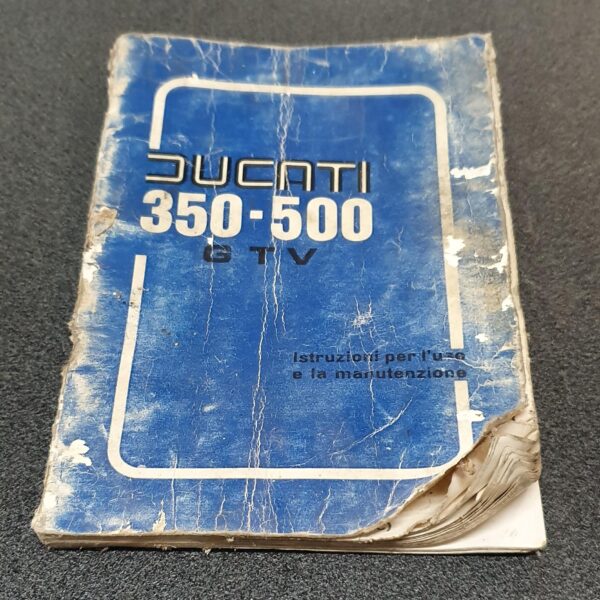 DUCATI
350-500
GTV
Istruzioni per l'uso
e la manutenzione